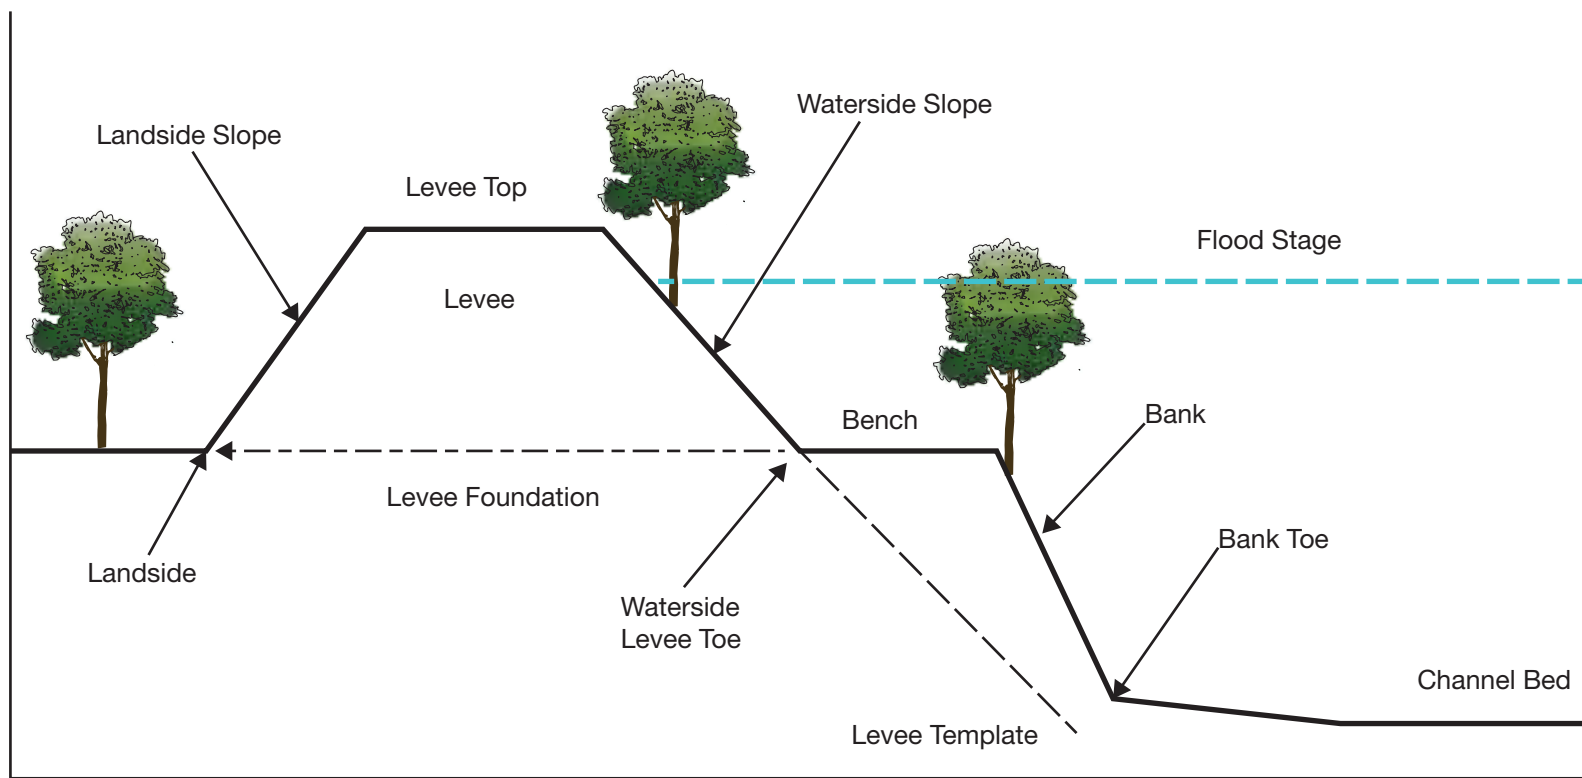 Waterside Slope
Landside Slope
Levee Top
Flood Stage
Levee
Bench
Bank
Levee Foundation
Bank Toe
Landside
Waterside
Levee Toe
Channel Bed
Levee Template